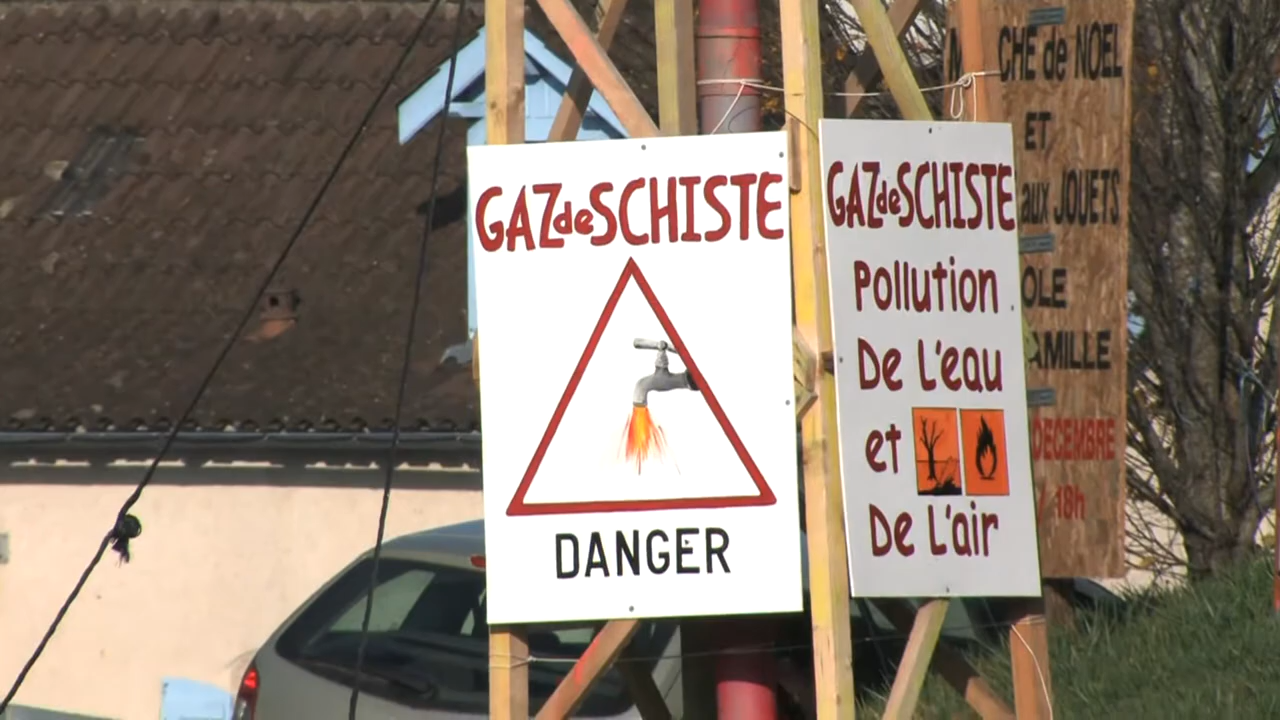 GAZ de SCHISTE
DANGER
GAZ de SCHISTE
Pollution
De L'eau
et
De L'air
CHE de NOEL
ET
aux JOUETS
OLE
AMILLE
DECEMBRE
18h